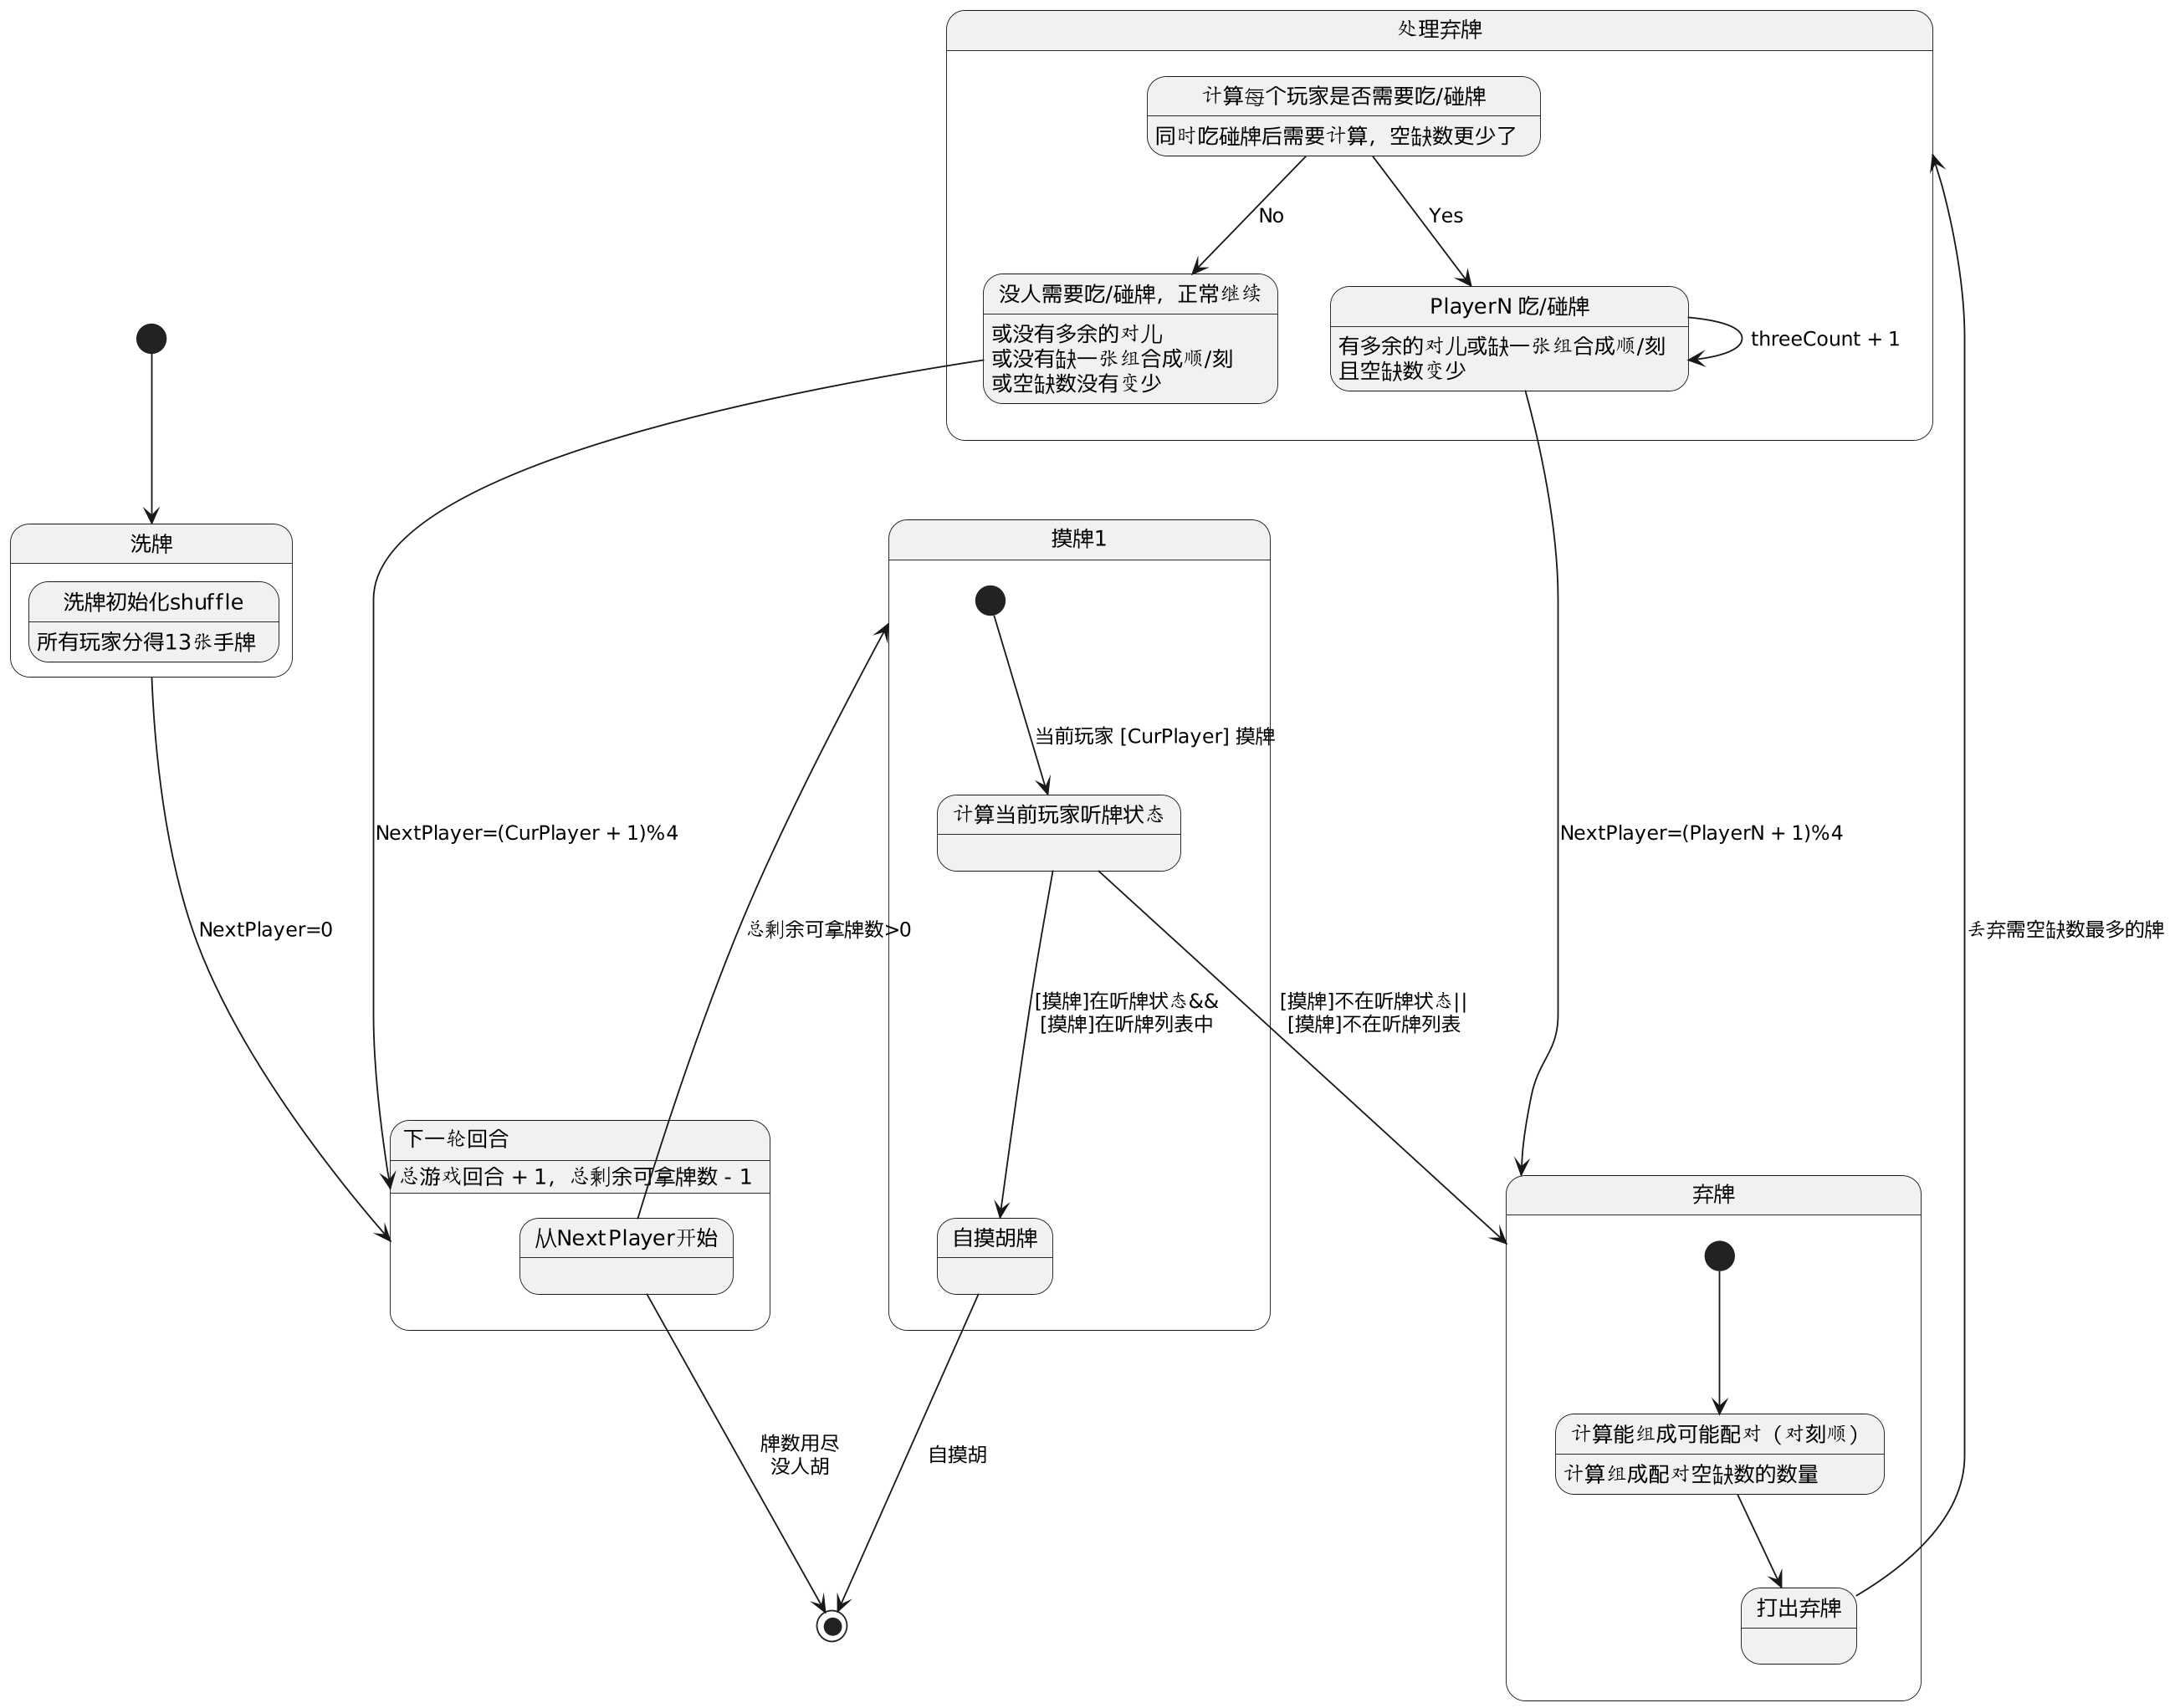 处理弃牌
计算每个玩家是否需要吃/碰牌
同时吃碰牌后需要计算，空缺数更少了
No
Yes
没人需要吃/碰牌，正常继续
或没有多余的对儿
或没有缺一张组合成顺/刻
或空缺数没有变少
PlayerN 吃/碰牌
有多余的对儿或缺一张组合成顺/刻
且空缺数变少
threeCount + 1
洗牌
洗牌初始化shuffle
所有玩家分得13张手牌
摸牌1
当前玩家 [CurPlayer] 摸牌
计算当前玩家听牌状态
NextPlayer=(CurPlayer + 1)%4
NextPlayer=(PlayerN + 1)%4
NextPlayer=0
总剩余可拿牌数>0
丢弃需空缺数最多的牌
[摸牌]在听牌状态&&
[摸牌]在听牌列表中
[摸牌]不在听牌状态||
[摸牌]不在听牌列表
下一轮回合
总游戏回合 + 1，总剩余可拿牌数 - 1
从NextPlayer开始
自摸胡牌
弃牌
计算能组成可能配对（对刻顺）
计算组成配对空缺数的数量
牌数用尽
没人胡
自摸胡
打出弃牌